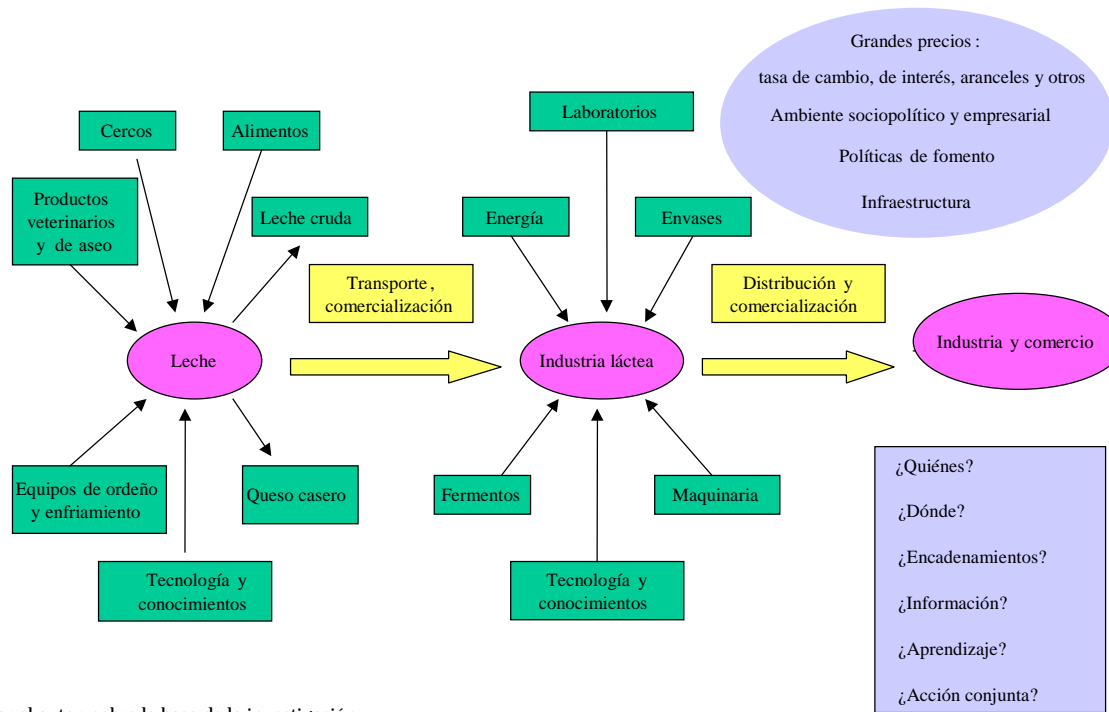 Grandes precios :
tasa de cambio, de interés, aranceles y otros
Ambiente sociopolítico y empresarial
Políticas de fomento
Infraestructura
Laboratorios
Cercos
Alimentos
Productos
veterinarios
y de aseo
Leche cruda
Energía
Envases
Transporte,
comercialización
Distribución y
comercialización
Leche
Industria láctea
Industria y comercio
Equipos de ordeño
y enfriamiento
Queso casero
Fermentos
Maquinaria
Tecnología y
conocimientos
Tecnología y
conocimientos
¿Quiénes?
¿Dónde?
¿Encadenamientos?
¿Información?
¿Aprendizaje?
¿Acción conjunta?